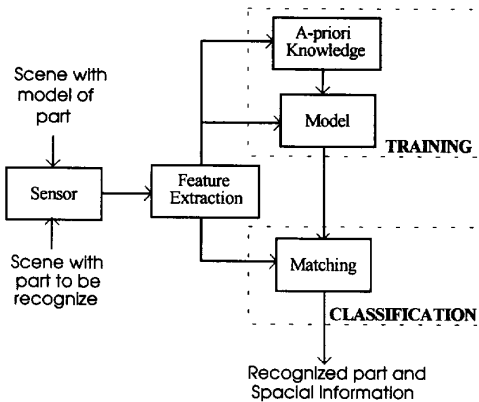 A-priori
Knowledge
Scene with
model of
part
Model
TRAINING
Sensor
Feature
Extraction
Scene with
part to be
recognize
Matching
CLASSIFICATION
Recognized part and
Spacial Information